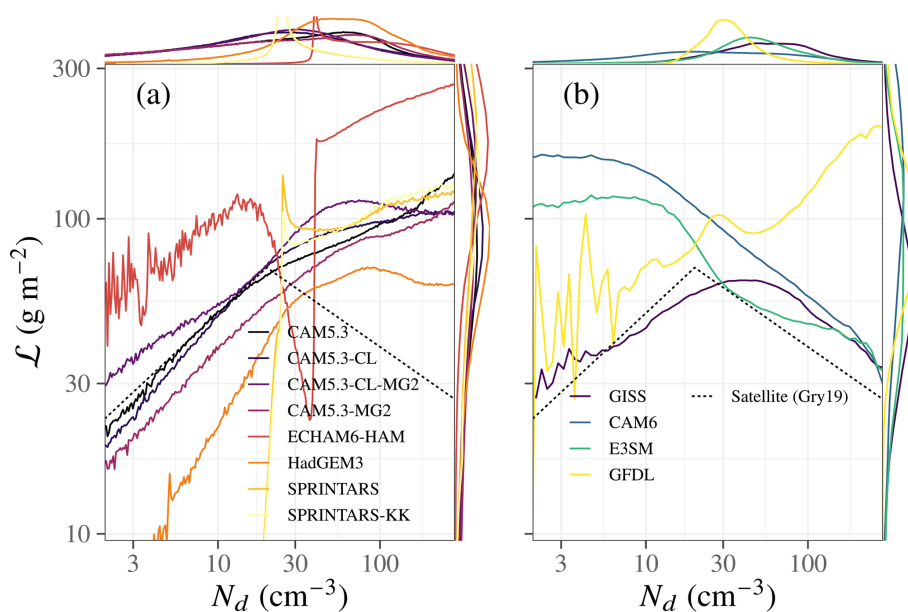 (a)
(b)
300
100
30
10
ℒ (g m⁻²)
CAM5.3
CAM5.3-CL
CAM5.3-CL-MG2
CAM5.3-MG2
ECHAM6-HAM
HadGEM3
SPRINTARS
SPRINTARS-KK
GISS
CAM6
E3SM
GFDL
Satellite (Gry19)
3 10 30 100
3 10 30 100
N_d (cm⁻³)
N_d (cm⁻³)